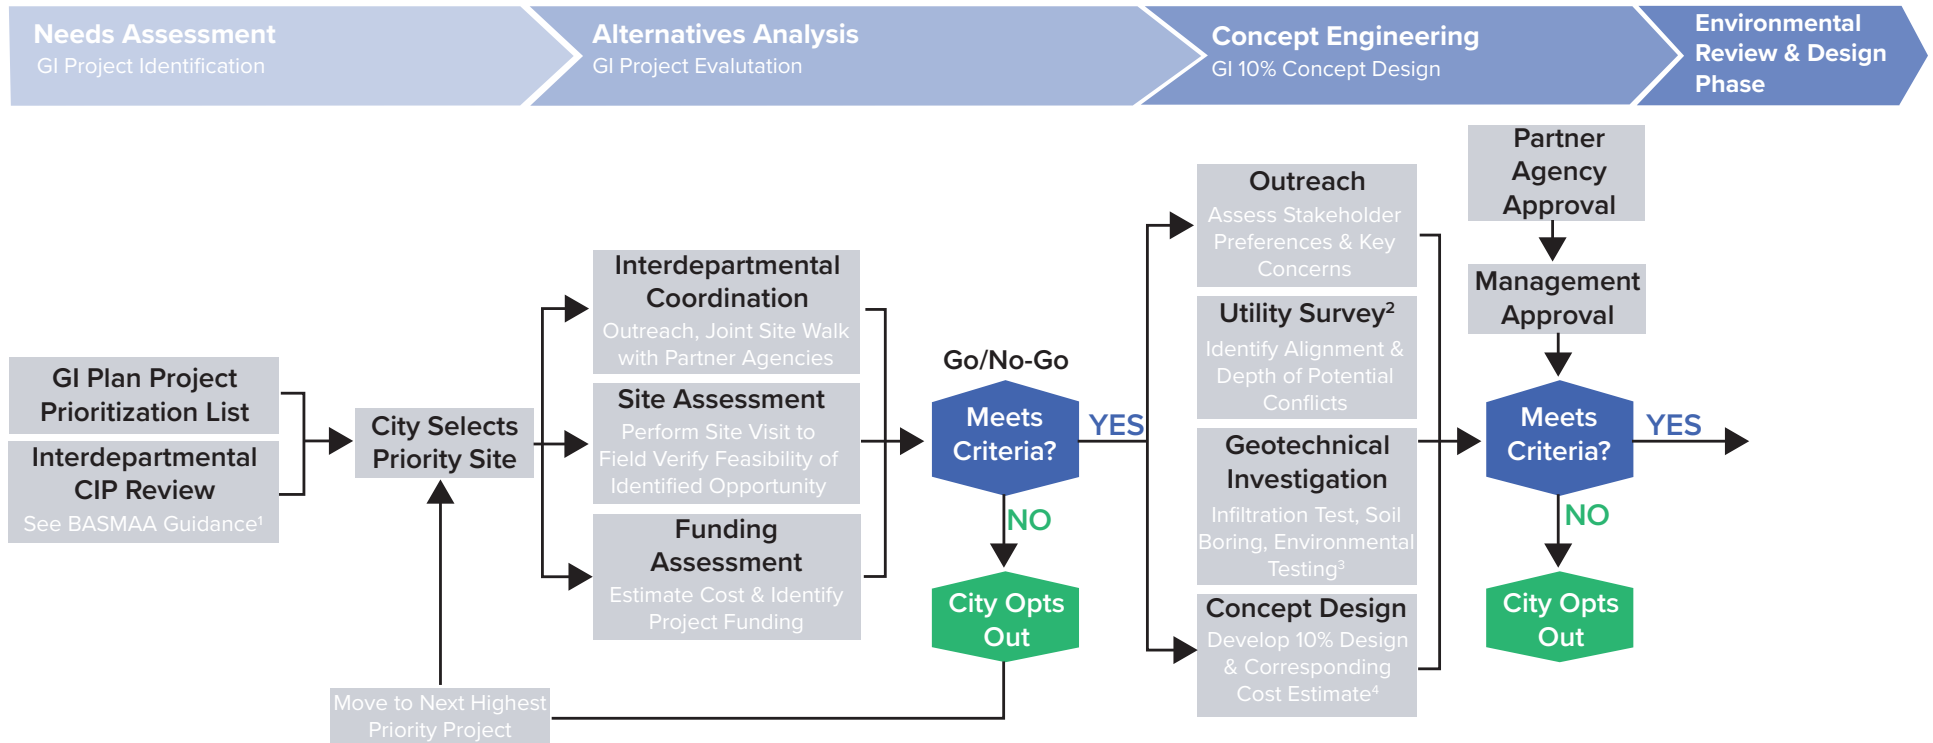 Needs Assessment
GI Project Identification
Alternatives Analysis
GI Project Evalutation
Concept Engineering
GI 10% Concept Design
Environmental
Review & Design
Phase
GI Plan Project
Prioritization List
Interdepartmental
CIP Review
See BASMAA Guidance¹
City Selects
Priority Site
Move to Next Highest
Priority Project
Interdepartmental
Coordination
Outreach, Joint Site Walk
with Partner Agencies
Site Assessment
Perform Site Visit to
Field Verify Feasibility of
Identified Opportunity
Funding
Assessment
Estimate Cost & Identify
Project Funding
Go/No-Go
Meets
Criteria?
YES
NO
City Opts
Out
Outreach
Assess Stakeholder
Preferences & Key
Concerns
Utility Survey²
Identify Alignment &
Depth of Potential
Conflicts
Geotechnical
Investigation
Infiltration Test, Soil
Boring, Environmental
Testing³
Concept Design
Develop 10% Design
& Corresponding
Cost Estimate⁴
Partner
Agency
Approval
Management
Approval
Meets
Criteria?
YES
NO
City Opts
Out